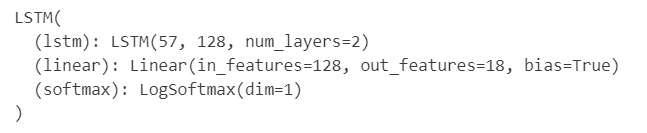 LSTM(
  (lstm): LSTM(57, 128, num_layers=2)
  (linear): Linear(in_features=128, out_features=18, bias=True)
  (softmax): LogSoftmax(dim=1)
)